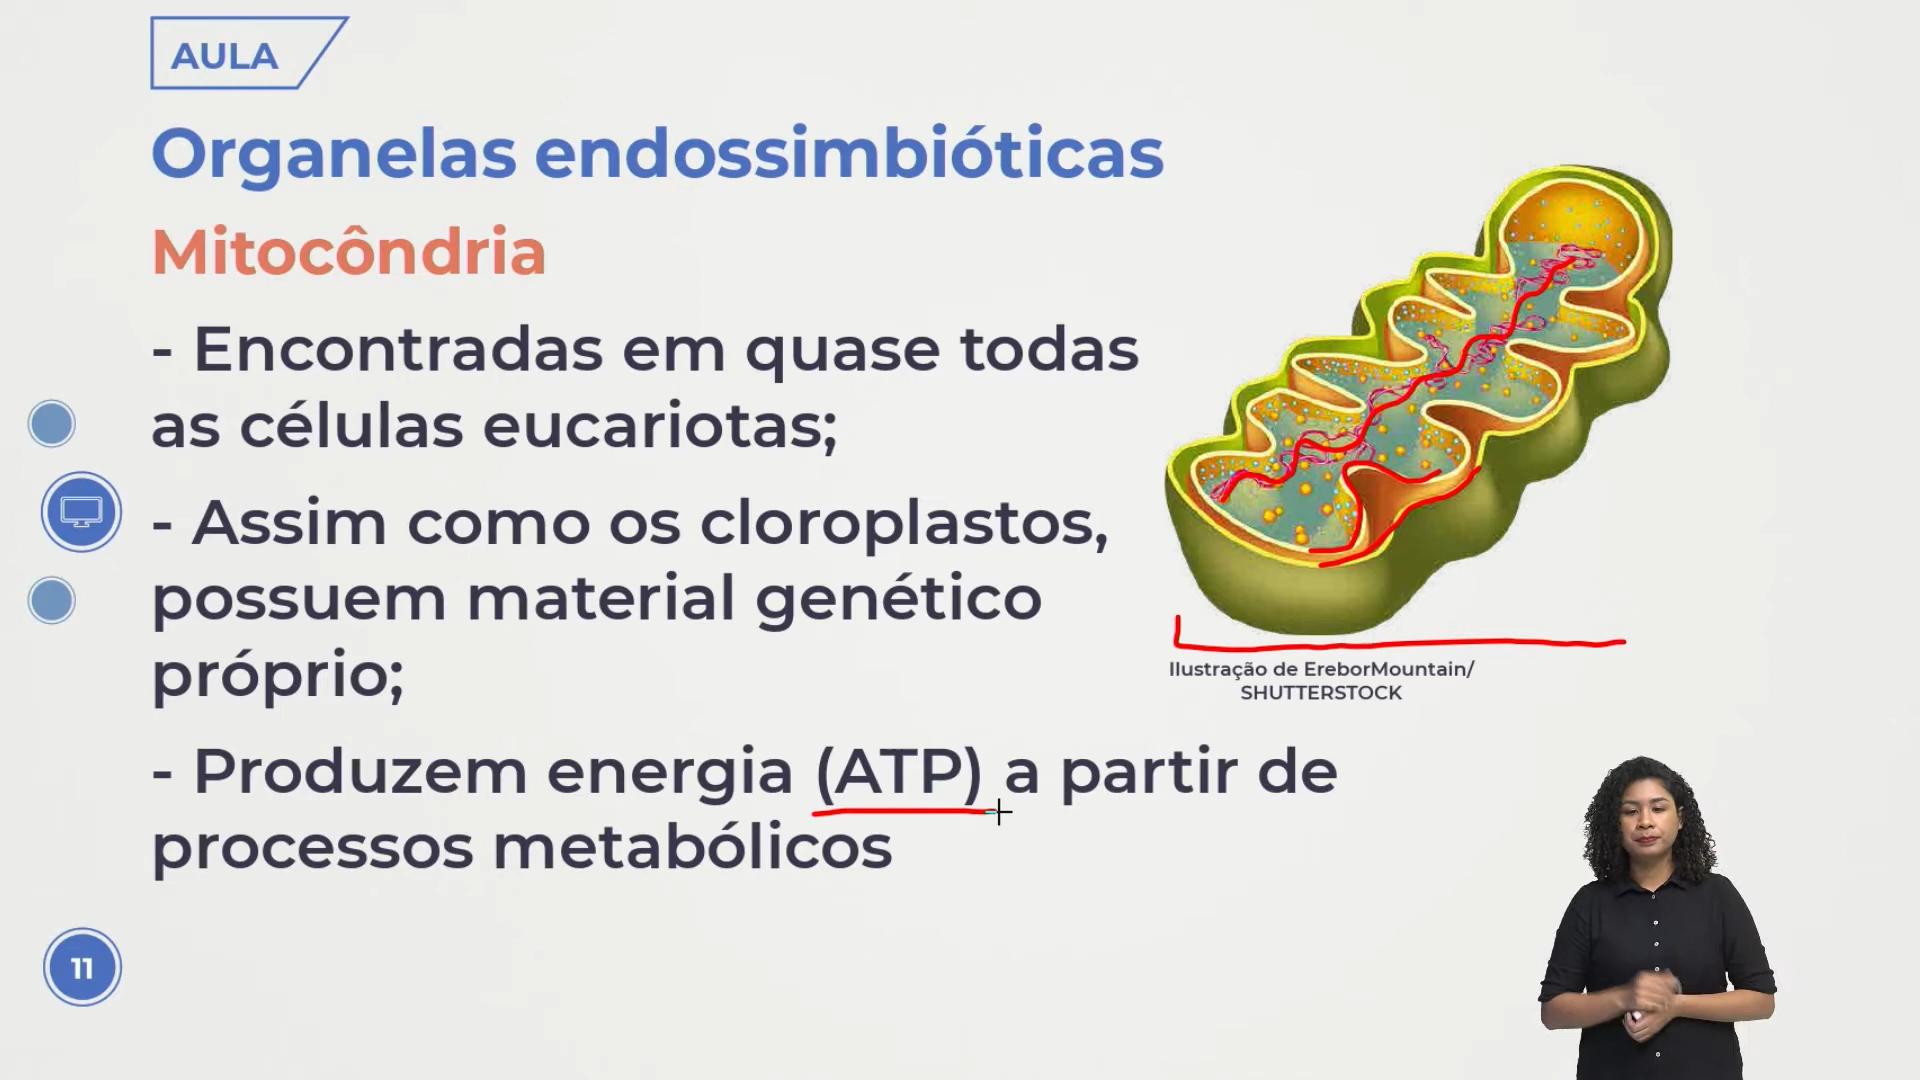 AULA
Organelas endossimbióticas
Mitocôndria
- Encontradas em quase todas
as células eucariotas;
- Assim como os cloroplastos,
possuem material genético
próprio;
Ilustração de EreborMountain/
SHUTTERSTOCK
- Produzem energia (ATP) a partir de
processos metabólicos
11